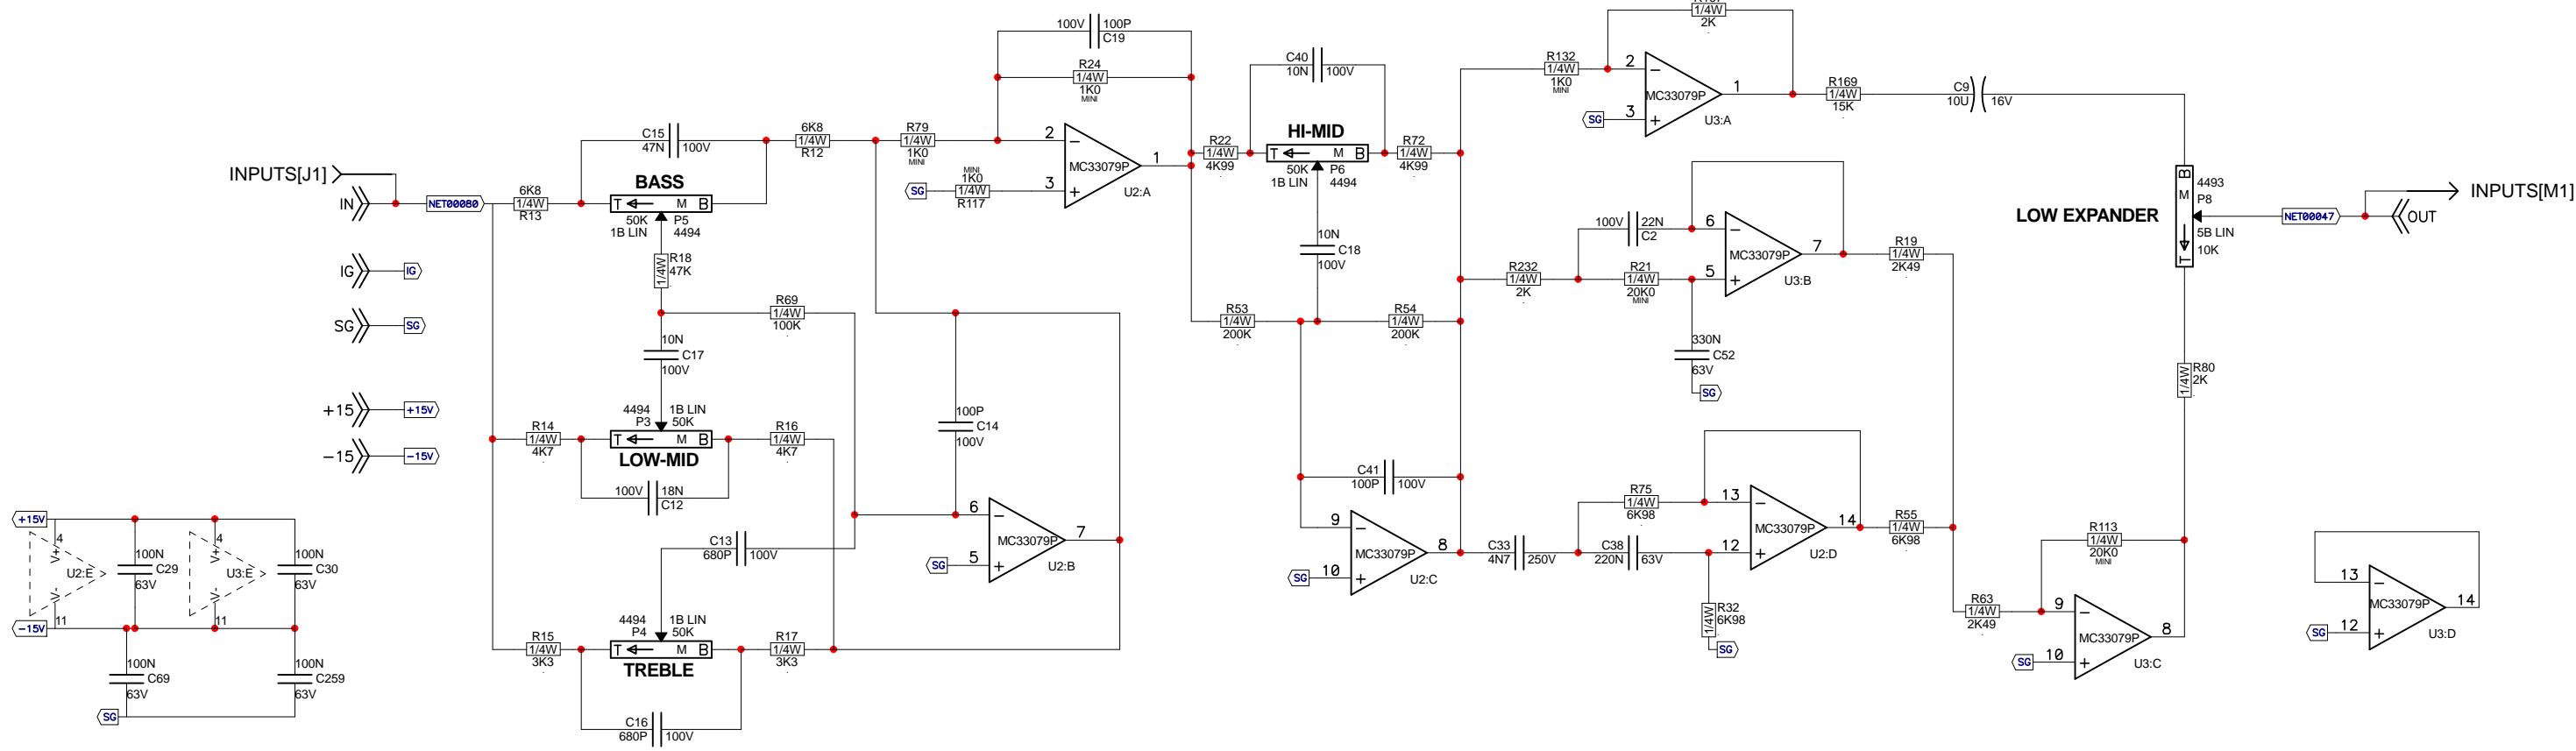 INPUTS[J1]
IN
NET00080
IG
IG
SG
SG
+15
+15V
−15
−15V
6K8
1/4W
R13
C15
47N
100V
BASS
T
M
B
50K
P5
1B LIN
4494
6K8
1/4W
R12
R18
1/4W
47K
R69
1/4W
100K
10N
C17
100V
4494
1B LIN
P3
50K
R14
1/4W
4K7
T
M
B
LOW-MID
R16
1/4W
4K7
100V
18N
C12
C13
680P
100V
4494
1B LIN
P4
50K
R15
1/4W
3K3
T
M
B
TREBLE
R17
1/4W
3K3
C16
680P
100V
100V
100P
C19
R24
1/4W
1K0
MINI
R79
1/4W
1K0
MINI
MINI
1K0
1/4W
R117
SG
2
−
3
+
1
MC33079P
U2:A
100P
C14
100V
6
−
5
+
7
SG
MC33079P
U2:B
C40
10N
100V
R22
1/4W
4K99
HI-MID
T
M
B
50K
P6
1B LIN
4494
R72
1/4W
4K99
10N
C18
100V
R53
1/4W
200K
R54
1/4W
200K
C41
100P
100V
9
−
10
+
8
SG
MC33079P
U2:C
1/4W
2K
R132
1/4W
1K0
MINI
2
−
3
+
1
SG
MC33079P
U3:A
R169
1/4W
15K
C9
10U
16V
100V
22N
C2
R232
1/4W
2K
R21
1/4W
20K0
MINI
6
−
5
+
7
MC33079P
U3:B
R19
1/4W
2K49
330N
C52
63V
SG
R75
1/4W
6K98
C33
4N7
250V
C38
220N
63V
13
−
12
+
14
MC33079P
U2:D
R55
1/4W
6K98
R32
1/4W
6K98
SG
R113
1/4W
20K0
MINI
R63
1/4W
2K49
9
−
10
+
8
SG
MC33079P
U3:C
R80
1/4W
2K
LOW EXPANDER
B
M
T
4493
P8
5B LIN
10K
NET00047
OUT
INPUTS[M1]
13
−
12
+
14
SG
MC33079P
U3:D
+15V
4
V+
V-
U2:E
11
−15V
100N
C29
63V
4
V+
V-
U3:E
11
100N
C30
63V
100N
C69
63V
100N
C259
63V
SG